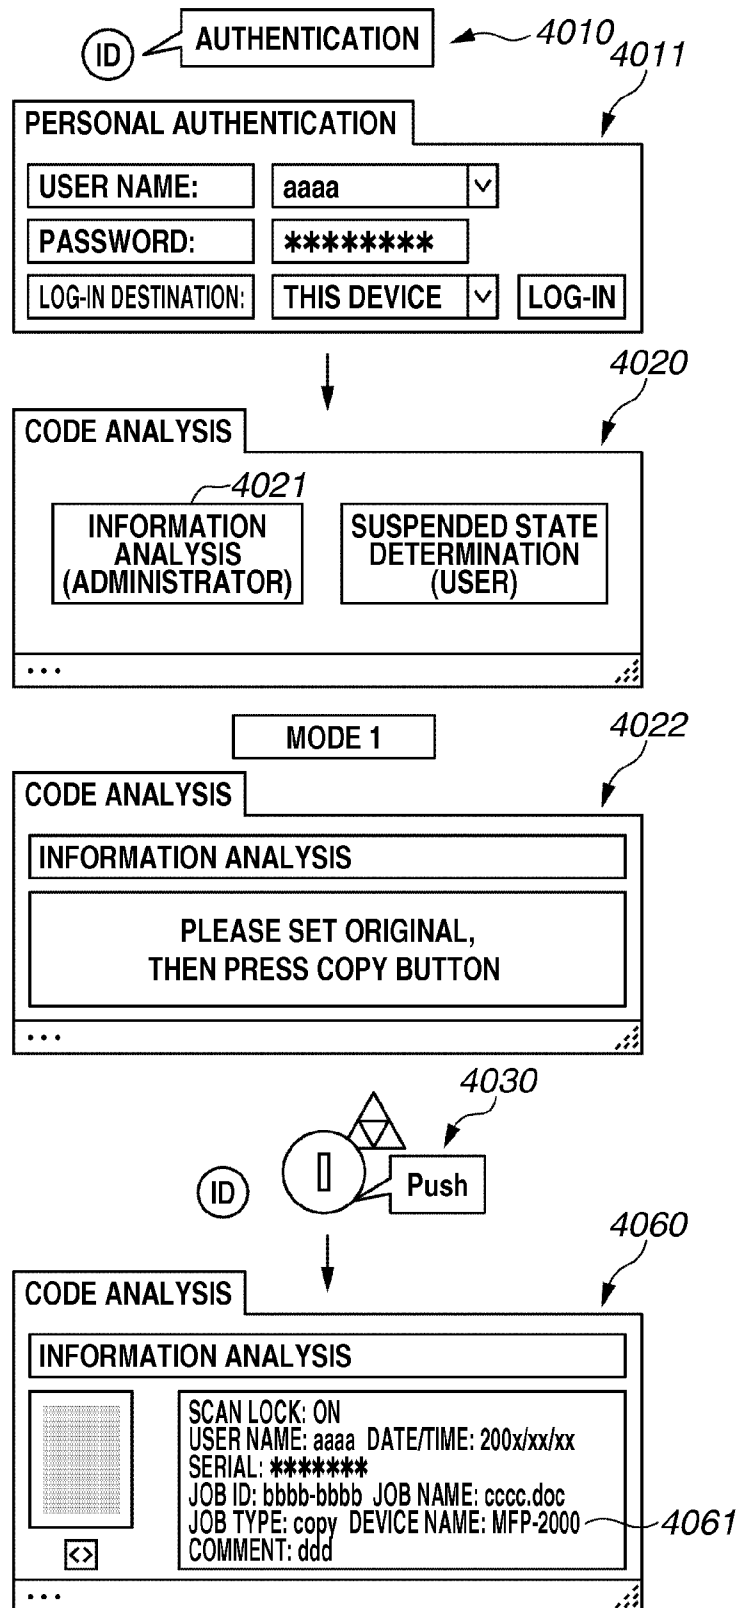 ID AUTHENTICATION 4010
4011
PERSONAL AUTHENTICATION
USER NAME: aaaa
PASSWORD: ********
LOG-IN DESTINATION: THIS DEVICE LOG-IN
4020
CODE ANALYSIS
4021
INFORMATION
ANALYSIS
(ADMINISTRATOR)
SUSPENDED STATE
DETERMINATION
(USER)
...
MODE 1
4022
CODE ANALYSIS
INFORMATION ANALYSIS
PLEASE SET ORIGINAL,
THEN PRESS COPY BUTTON
...
4030
ID Push
4060
CODE ANALYSIS
INFORMATION ANALYSIS
SCAN LOCK: ON
USER NAME: aaaa DATE/TIME: 200x/xx/xx
SERIAL: *******
JOB ID: bbbb-bbbb JOB NAME: cccc.doc
JOB TYPE: copy DEVICE NAME: MFP-2000 4061
COMMENT: ddd
<>
...